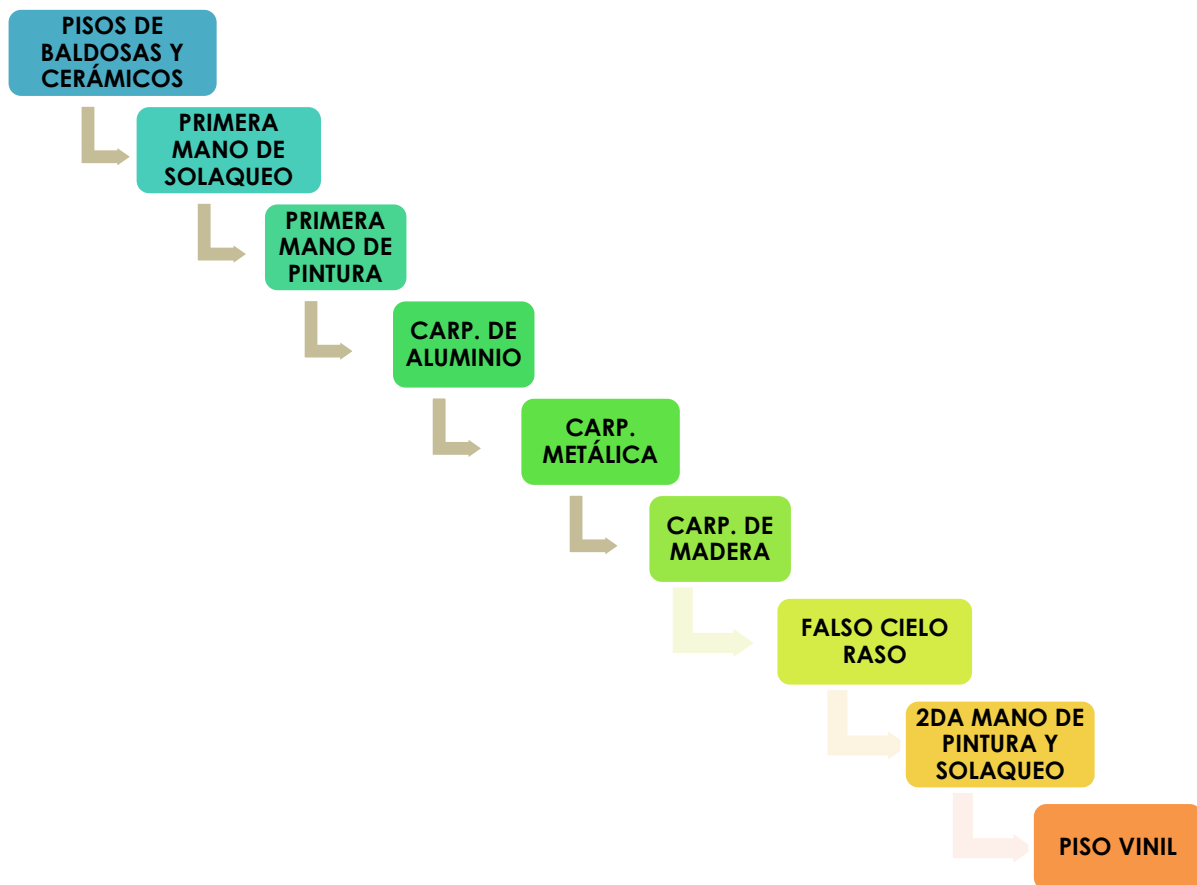 PISOS DE
BALDOSAS Y
CERÁMICOS
PRIMERA
MANO DE
SOLAQUEO
PRIMERA
MANO DE
PINTURA
CARP. DE
ALUMINIO
CARP.
METÁLICA
CARP. DE
MADERA
FALSO CIELO
RASO
2DA MANO DE
PINTURA Y
SOLAQUEO
PISO VINIL